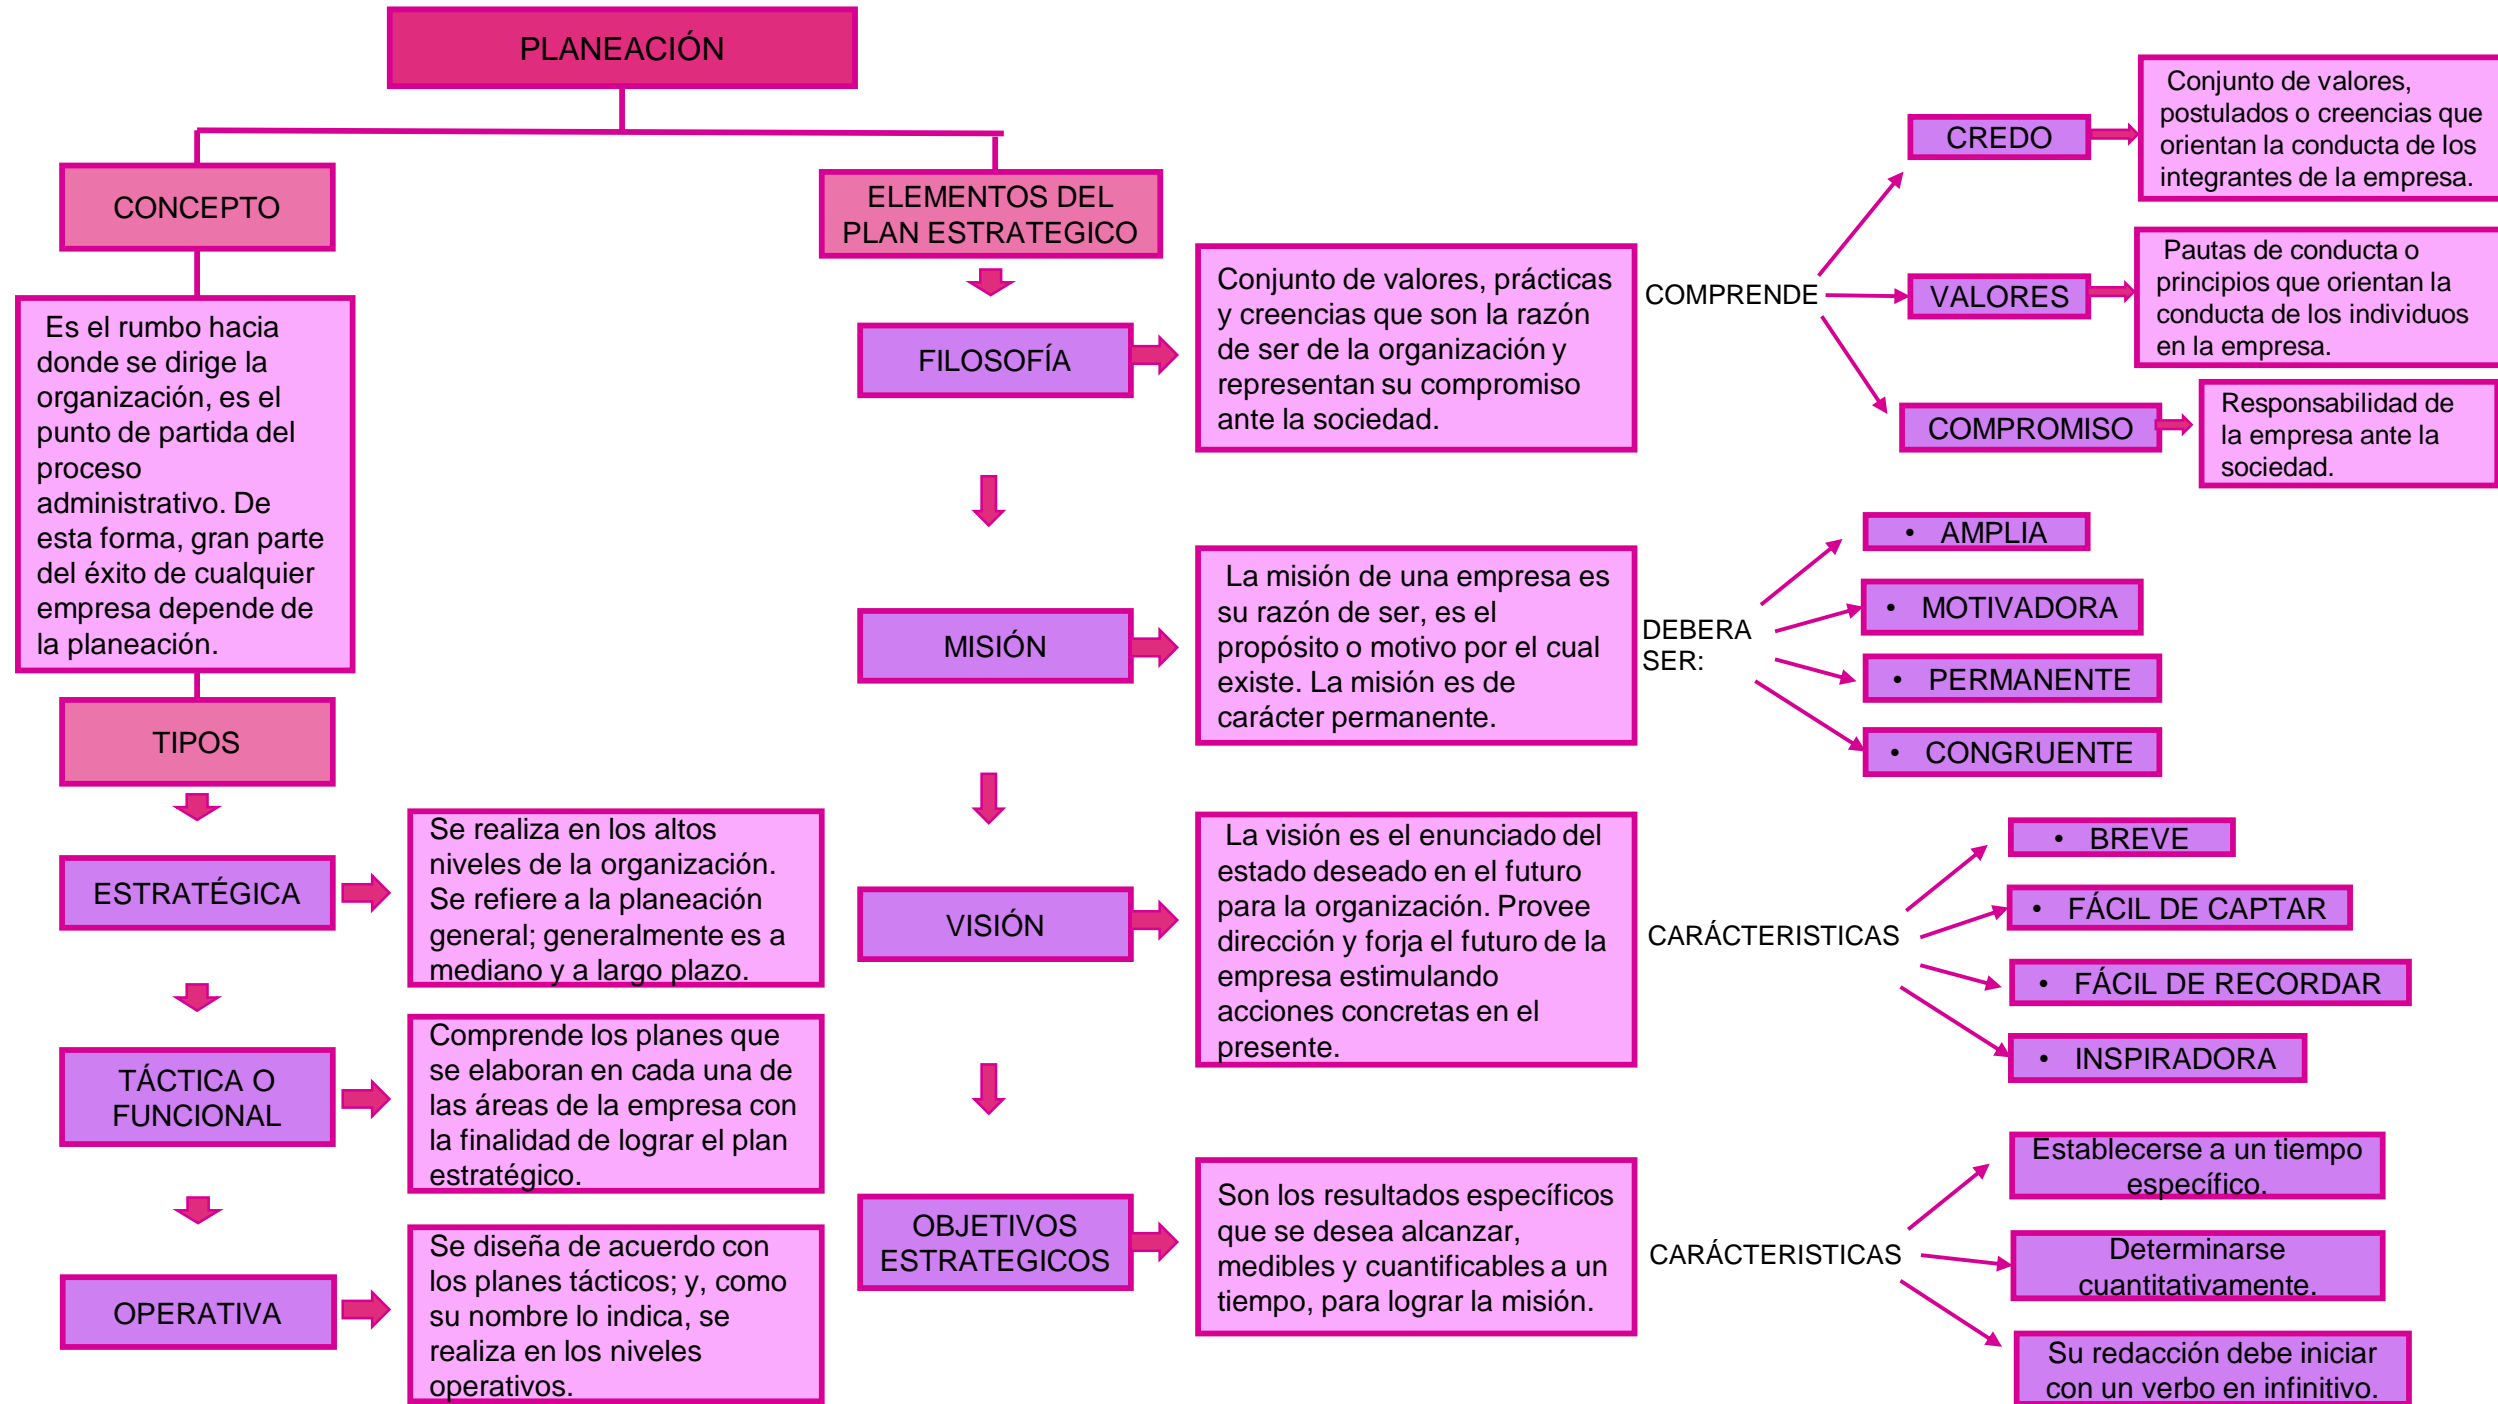 PLANEACIÓN
CONCEPTO
Es el rumbo hacia
donde se dirige la
organización, es el
punto de partida del
proceso
administrativo. De
esta forma, gran parte
del éxito de cualquier
empresa depende de
la planeación.
TIPOS
ESTRATÉGICA
Se realiza en los altos
niveles de la organización.
Se refiere a la planeación
general; generalmente es a
mediano y a largo plazo.
TÁCTICA O
FUNCIONAL
Comprende los planes que
se elaboran en cada una de
las áreas de la empresa con
la finalidad de lograr el plan
estratégico.
OPERATIVA
Se diseña de acuerdo con
los planes tácticos; y, como
su nombre lo indica, se
realiza en los niveles
operativos.
ELEMENTOS DEL
PLAN ESTRATEGICO
FILOSOFÍA
Conjunto de valores, prácticas
y creencias que son la razón
de ser de la organización y
representan su compromiso
ante la sociedad.
COMPRENDE
CREDO
Conjunto de valores,
postulados o creencias que
orientan la conducta de los
integrantes de la empresa.
VALORES
Pautas de conducta o
principios que orientan la
conducta de los individuos
en la empresa.
COMPROMISO
Responsabilidad de
la empresa ante la
sociedad.
MISIÓN
La misión de una empresa es
su razón de ser, es el
propósito o motivo por el cual
existe. La misión es de
carácter permanente.
DEBERA
SER:
• AMPLIA
• MOTIVADORA
• PERMANENTE
• CONGRUENTE
VISIÓN
La visión es el enunciado del
estado deseado en el futuro
para la organización. Provee
dirección y forja el futuro de la
empresa estimulando
acciones concretas en el
presente.
CARÁCTERISTICAS
• BREVE
• FÁCIL DE CAPTAR
• FÁCIL DE RECORDAR
• INSPIRADORA
OBJETIVOS
ESTRATEGICOS
Son los resultados específicos
que se desea alcanzar,
medibles y cuantificables a un
tiempo, para lograr la misión.
CARÁCTERISTICAS
Establecerse a un tiempo
específico.
Determinarse
cuantitativamente.
Su redacción debe iniciar
con un verbo en infinitivo.